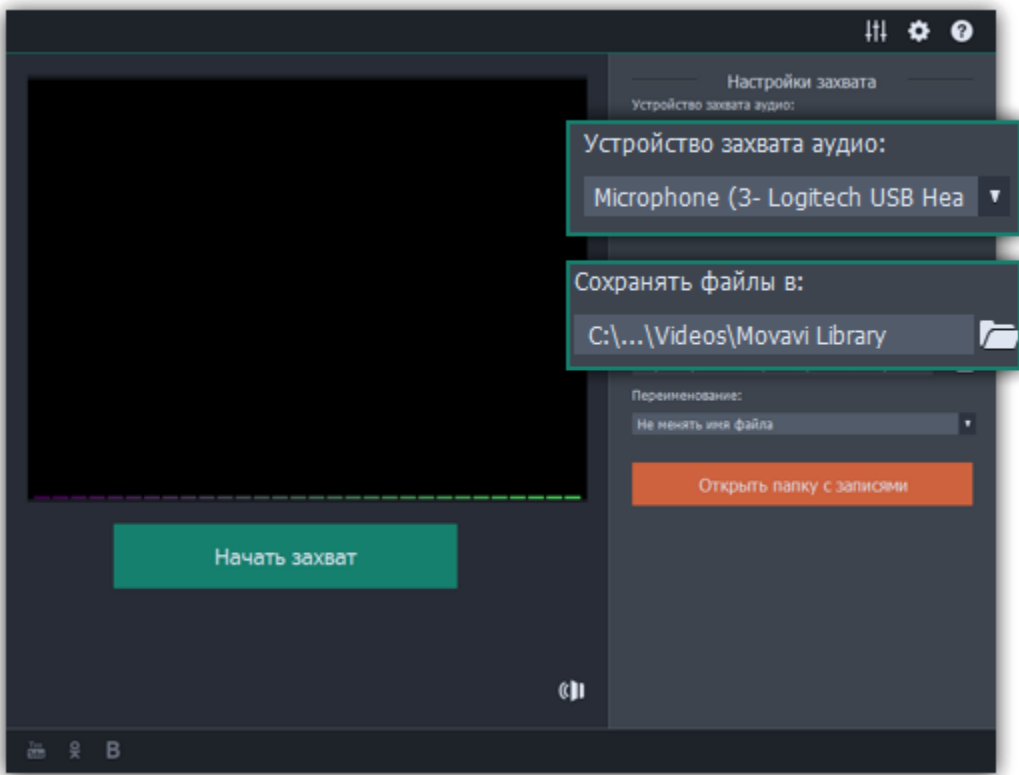 Настройки захвата
Устройство захвата аудио:
Устройство захвата аудио:
Microphone (3- Logitech USB Hea
Сохранять файлы в:
C:\...\Videos\Movavi Library
Переименование:
Не менять имя файла
Открыть папку с записями
Начать захват
B